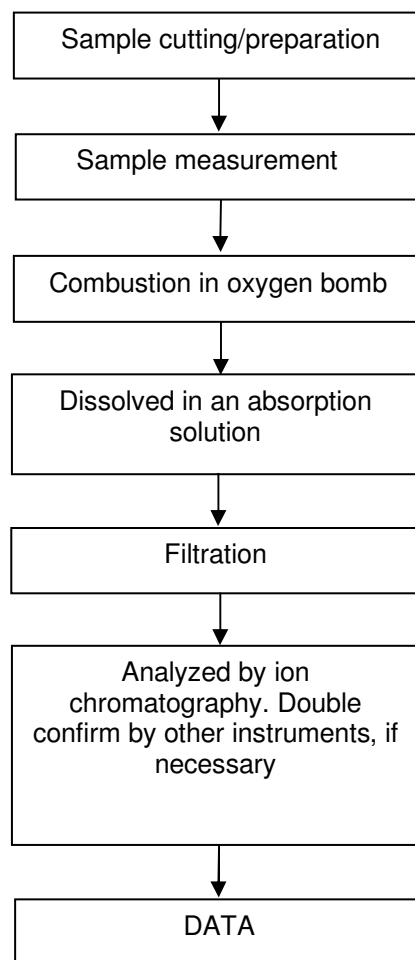 Sample cutting/preparation
Sample measurement
Combustion in oxygen bomb
Dissolved in an absorption
solution
Filtration
Analyzed by ion
chromatography. Double
confirm by other instruments, if
necessary
DATA